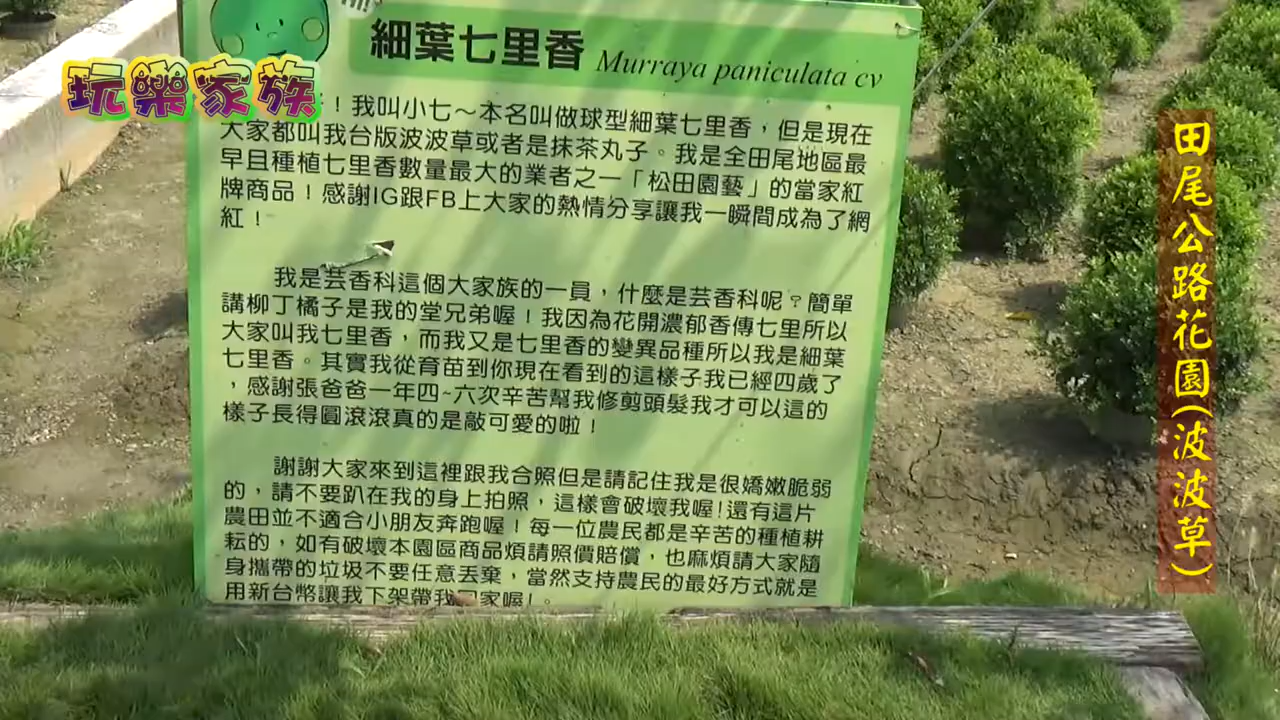 Hi!
細葉七里香 Murraya paniculata cv
玩樂家族
！我叫小七～本名叫做球型細葉七里香，但是現在
大家都叫我台版波波草或者是抹茶丸子。我是全田尾地區最
早且種植七里香數量最大的業者之一「松田園藝」的當家紅
牌商品！感謝IG跟FB上大家的熱情分享讓我一瞬間成為了網
紅！
我是芸香科這個大家族的一員，什麼是芸香科呢？簡單
講柳丁橘子是我的堂兄弟喔！我因為花開濃郁香傳七里所以
大家叫我七里香，而我又是七里香的變異品種所以我是細葉
七里香。其實我從育苗到你現在看到的這樣子我已經四歲了
，感謝張爸爸一年四~六次辛苦幫我修剪頭髮我才可以這的
樣子長得圓滾滾真的是敲可愛的啦！
謝謝大家來到這裡跟我合照但是請記住我是很嬌嫩脆弱
的，請不要趴在我的身上拍照，這樣會破壞我喔!還有這片
農田並不適合小朋友奔跑喔！每一位農民都是辛苦的種植耕
耘的，如有破壞本園區商品煩請照價賠償，也麻煩請大家隨
身攜帶的垃圾不要任意丟棄，當然支持農民的最好方式就是
用新台幣讓我下架帶我回家喔！。
田尾公路花園(波波草)